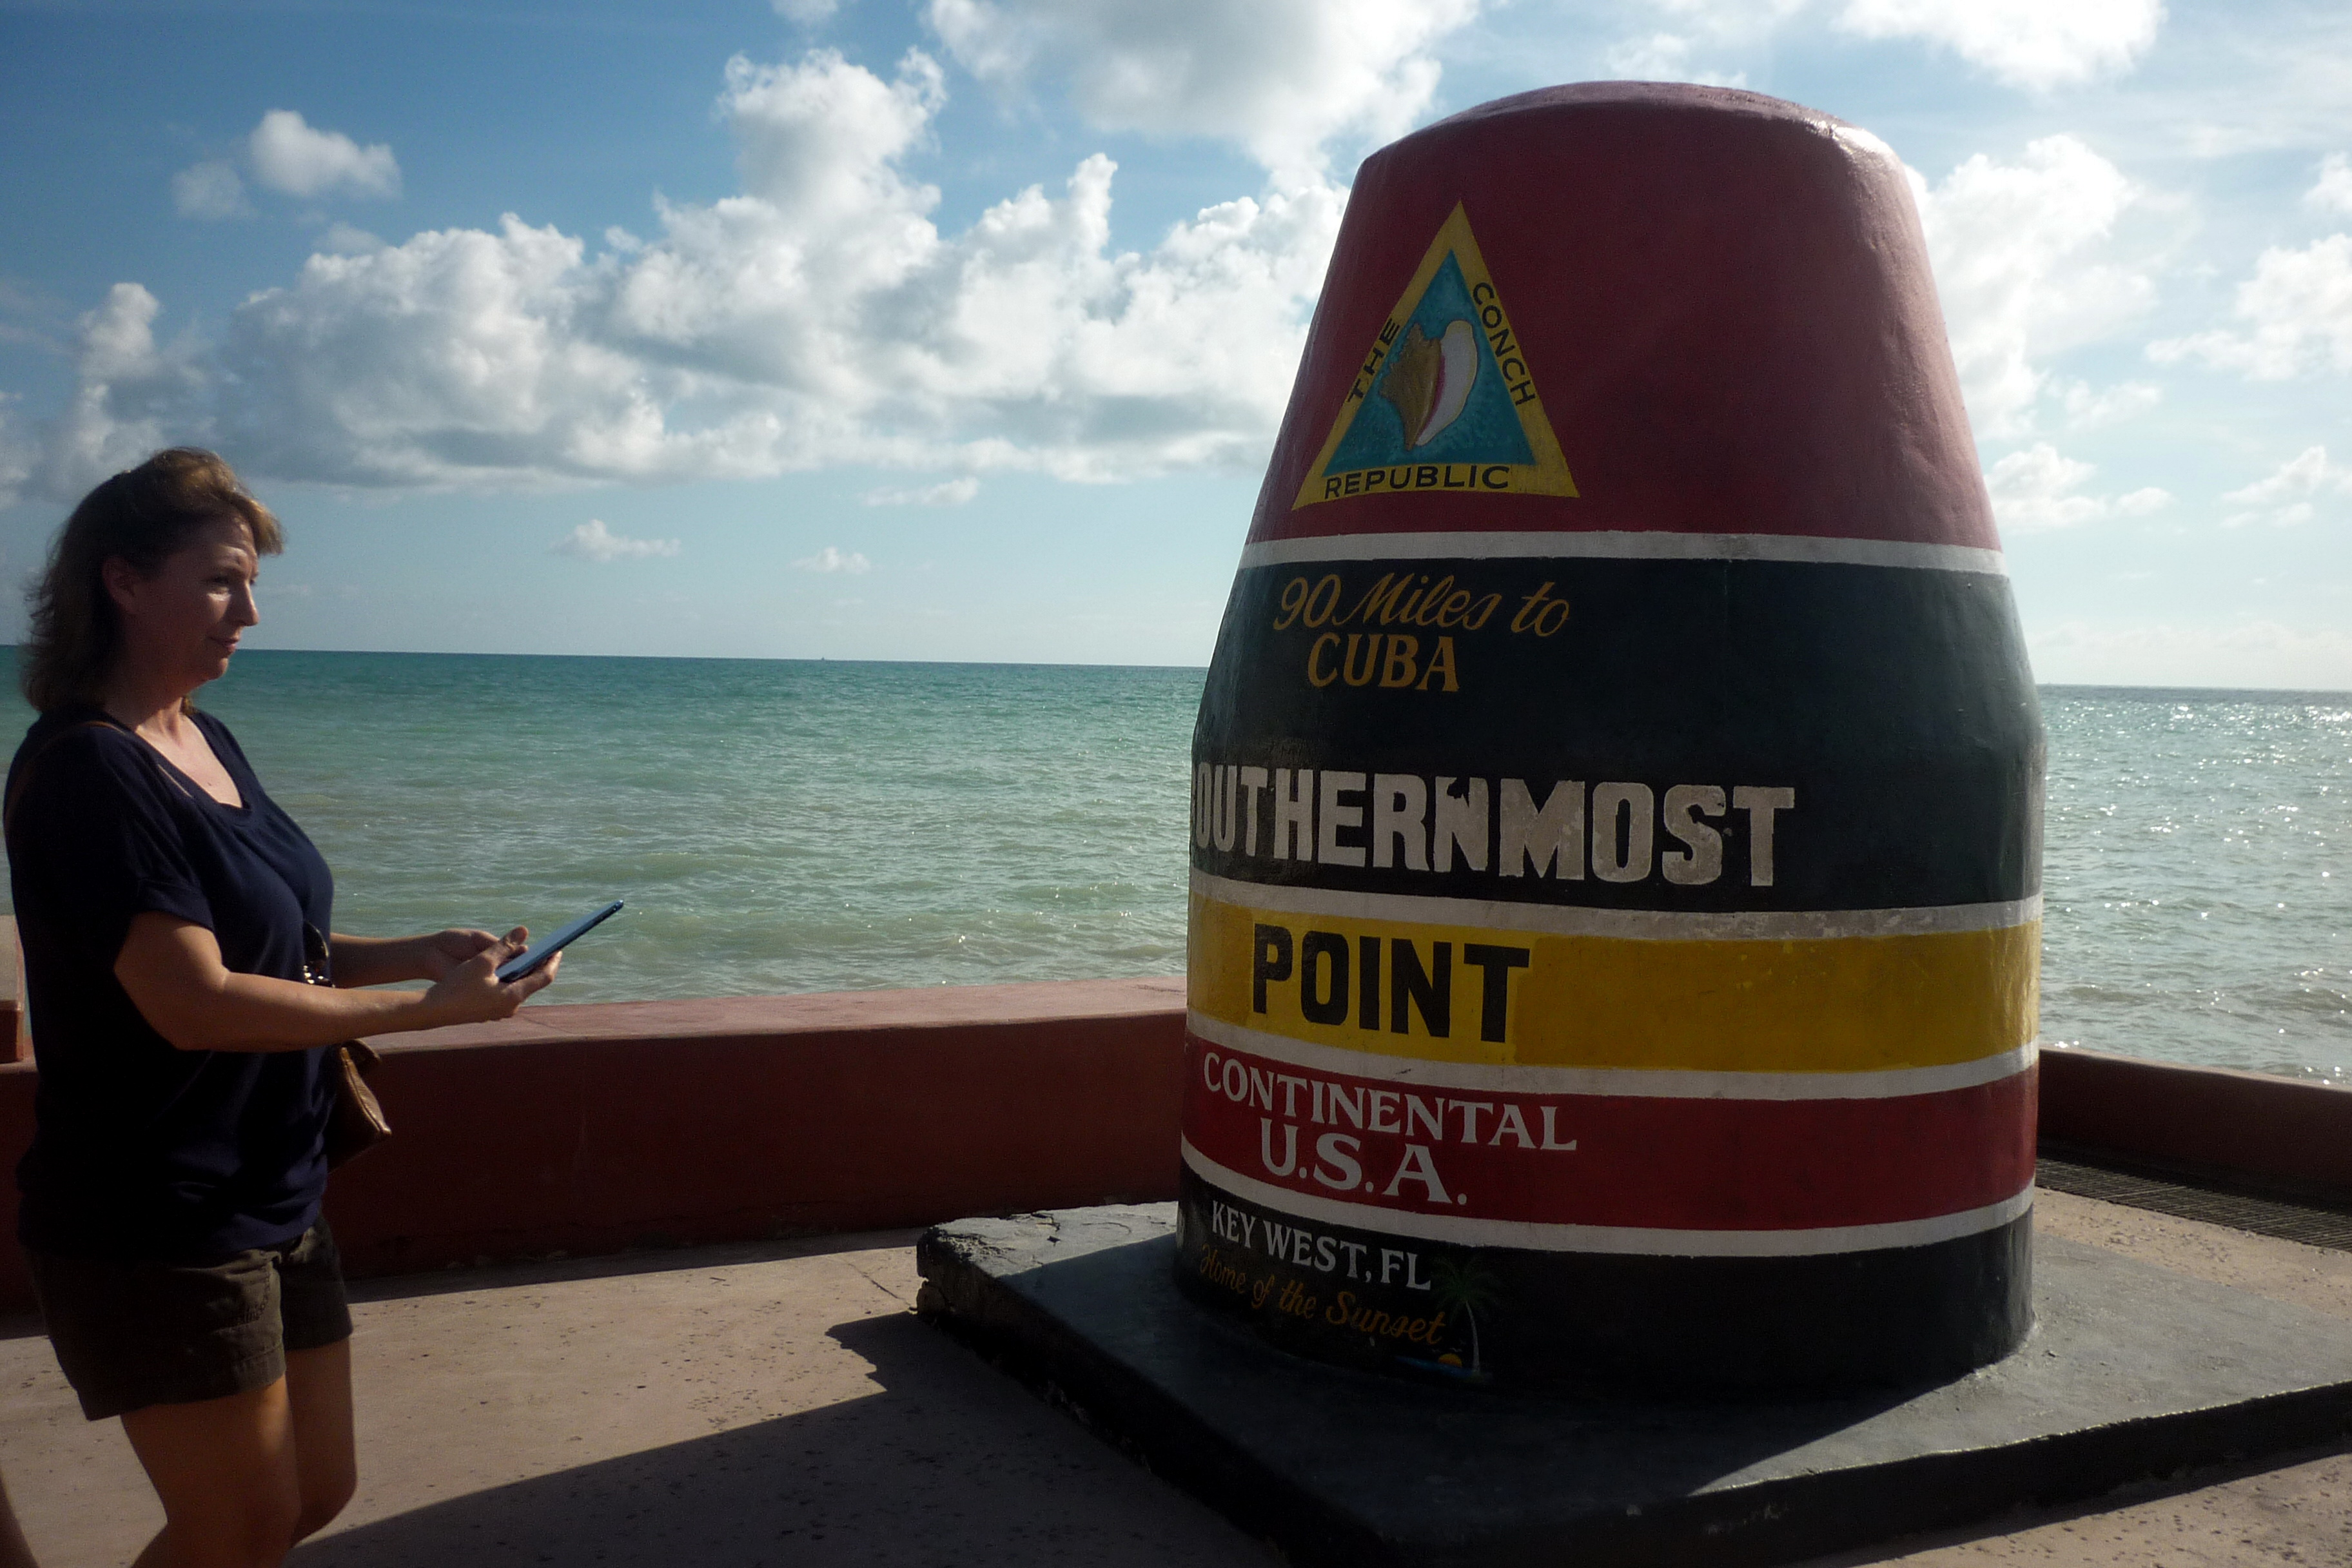 THE CONCH
REPUBLIC
90 Miles to
CUBA
OUTHERNMOST
POINT
CONTINENTAL
U.S.A.
KEY WEST, FL
Home of the Sunset